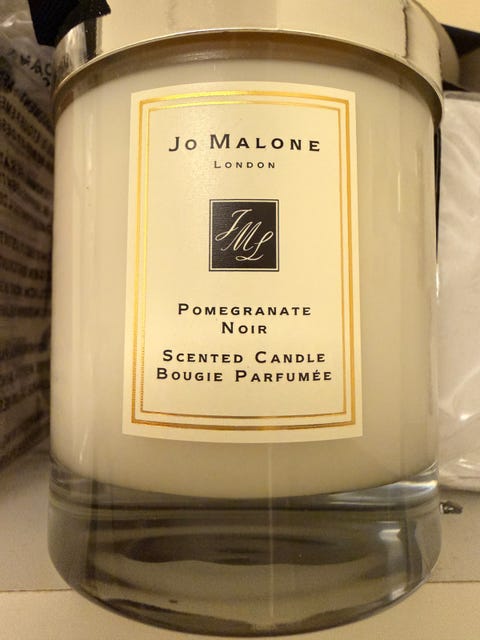 Jo Malone
London
JML
Pomegranate
Noir
Scented Candle
Bougie Parfumée